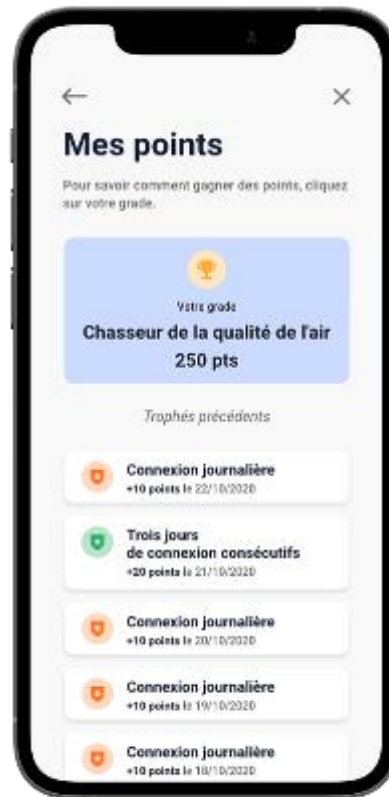 Mes points
Pour savoir comment gagner des points, cliquez
sur votre grade.
Votre grade
Chasseur de la qualité de l'air
250 pts
Trophés précédents
Connexion journalière
+10 points le 22/10/2020
Trois jours
de connexion consécutifs
+20 points le 21/10/2020
Connexion journalière
+10 points le 20/10/2020
Connexion journalière
+10 points le 19/10/2020
Connexion journalière
+10 points le 18/10/2020